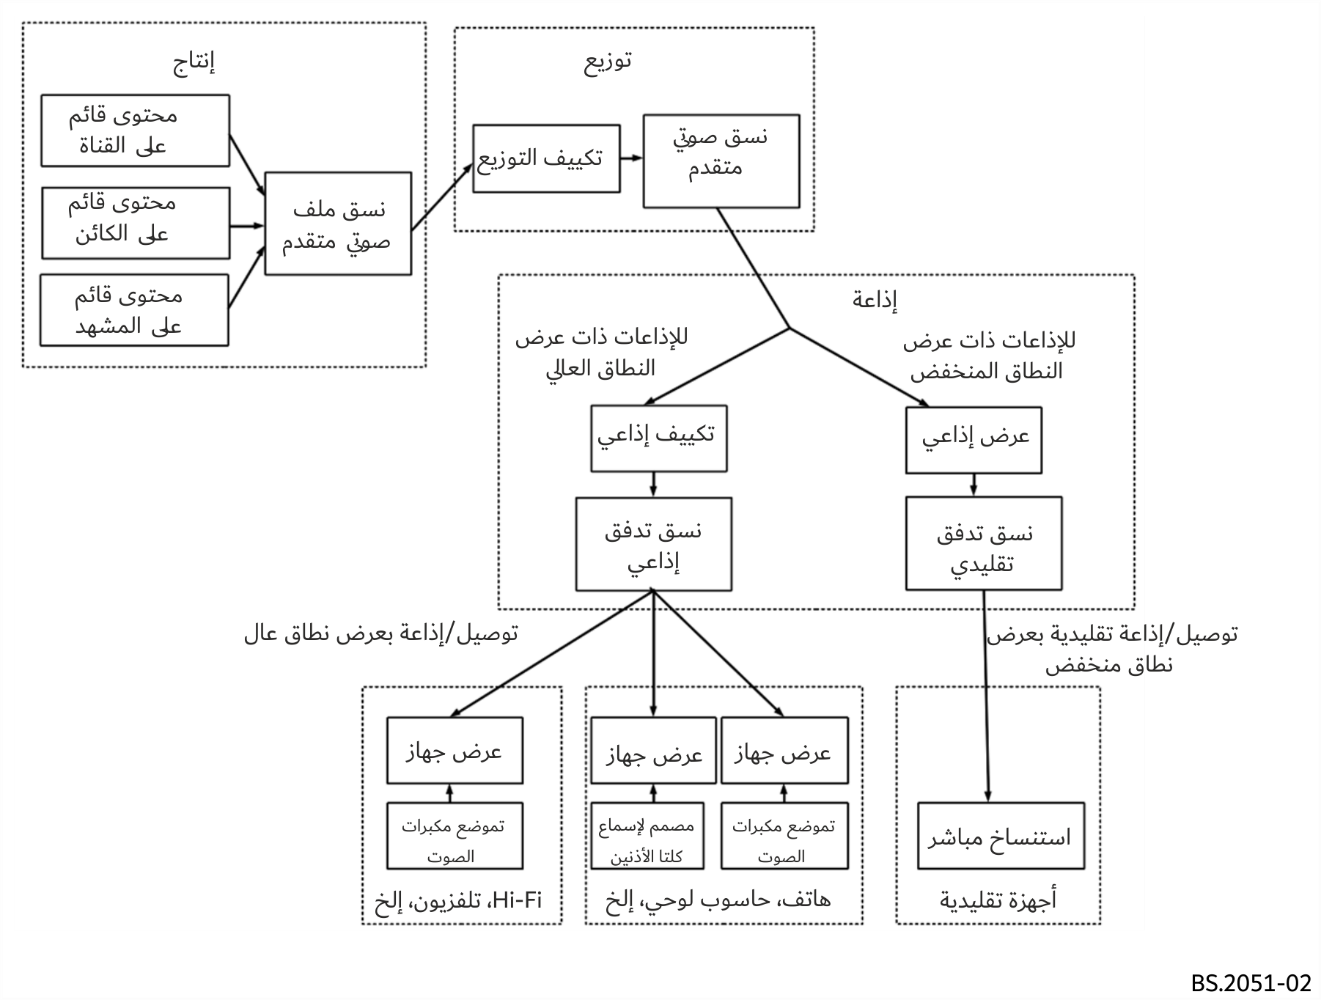 إنتاج
محتوى قائم
على القناة
محتوى قائم
على الكائن
محتوى قائم
على المشهد
نسق ملف
صوتي متقدم
توزيع
تكييف التوزيع
نسق صوتي
متقدم
إذاعة
للإذاعات ذات عرض
النطاق العالي
للإذاعات ذات عرض
النطاق المنخفض
تكييف إذاعي
عرض إذاعي
نسق تدفق
إذاعي
نسق تدفق
تقليدي
توصيل/إذاعة بعرض نطاق عال
توصيل/إذاعة تقليدية بعرض
نطاق منخفض
عرض جهاز
تموضع مكبرات
الصوت
Hi-Fi، تلفزيون، إلخ
عرض جهاز
مصمم لإسماع
كلتا الأذنين
عرض جهاز
تموضع مكبرات
الصوت
هاتف، حاسوب لوحي، إلخ
استنساخ مباشر
أجهزة تقليدية
BS.2051-02